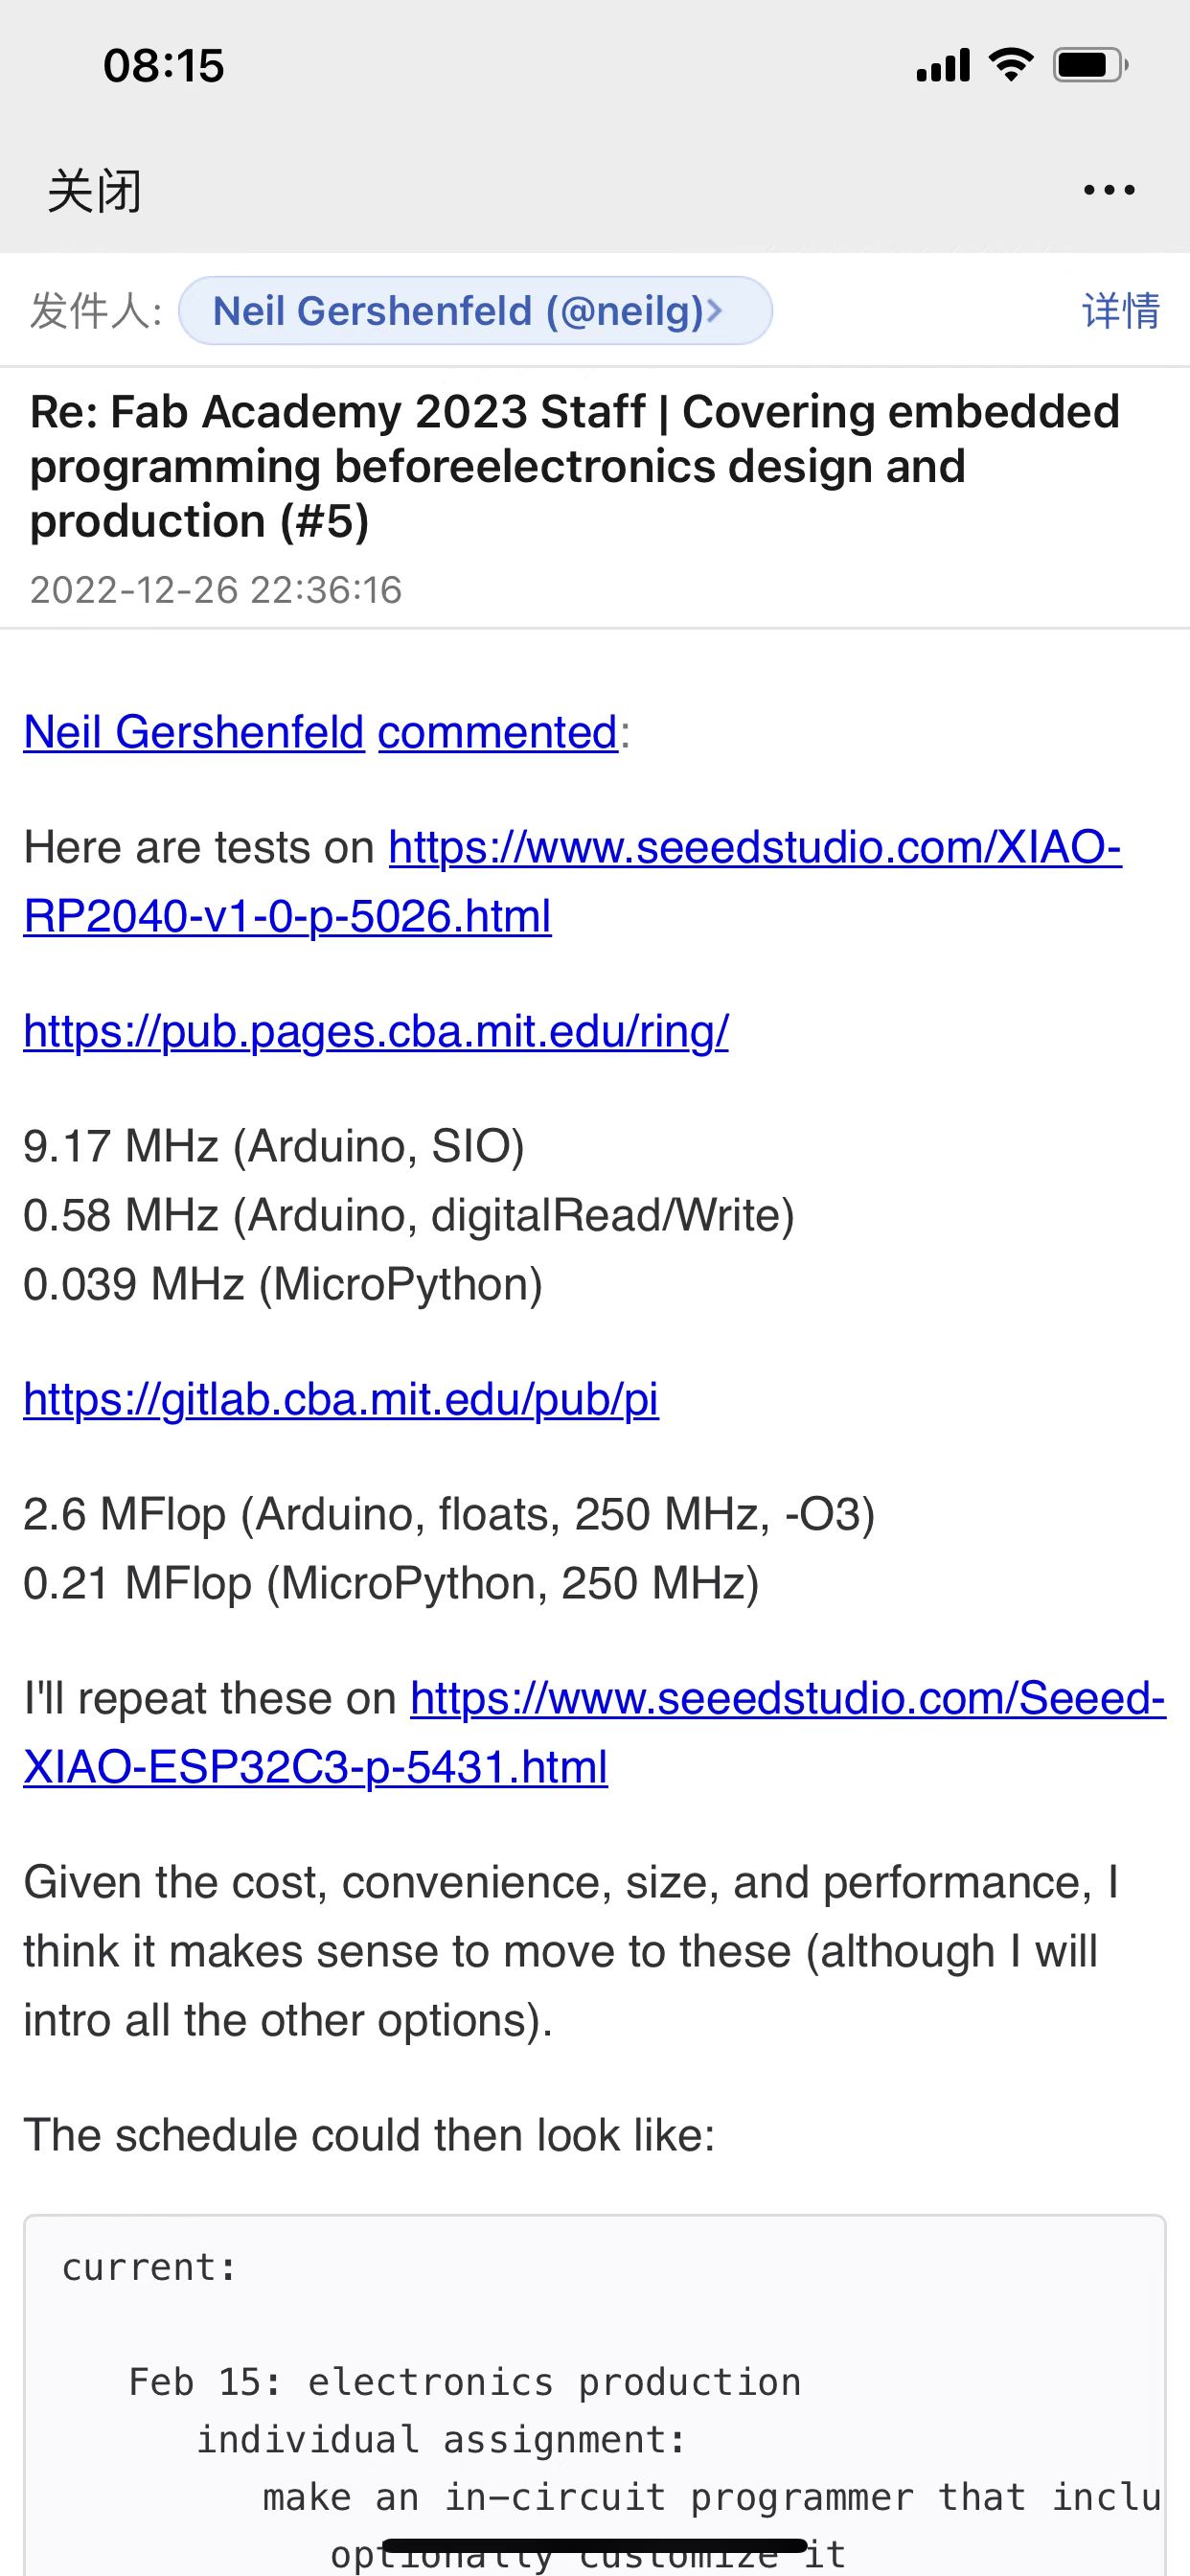 08:15
关闭
发件人: Neil Gershenfeld (@neilg)>
详情
Re: Fab Academy 2023 Staff | Covering embedded
programming beforeelectronics design and
production (#5)
2022-12-26 22:36:16
Neil Gershenfeld commented:
Here are tests on https://www.seeedstudio.com/XIAO-
RP2040-v1-0-p-5026.html
https://pub.pages.cba.mit.edu/ring/
9.17 MHz (Arduino, SIO)
0.58 MHz (Arduino, digitalRead/Write)
0.039 MHz (MicroPython)
https://gitlab.cba.mit.edu/pub/pi
2.6 MFlop (Arduino, floats, 250 MHz, -O3)
0.21 MFlop (MicroPython, 250 MHz)
I'll repeat these on https://www.seeedstudio.com/Seeed-
XIAO-ESP32C3-p-5431.html
Given the cost, convenience, size, and performance, I
think it makes sense to move to these (although I will
intro all the other options).
The schedule could then look like:
current:
Feb 15: electronics production
individual assignment:
make an in-circuit programmer that inclu
optionally customize it